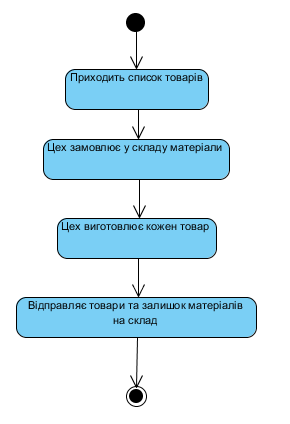 Приходить список товарів
Цех замовлює у складу матеріали
Цех виготовлює кожен товар
Відправляє товари та залишок матеріалів
на склад